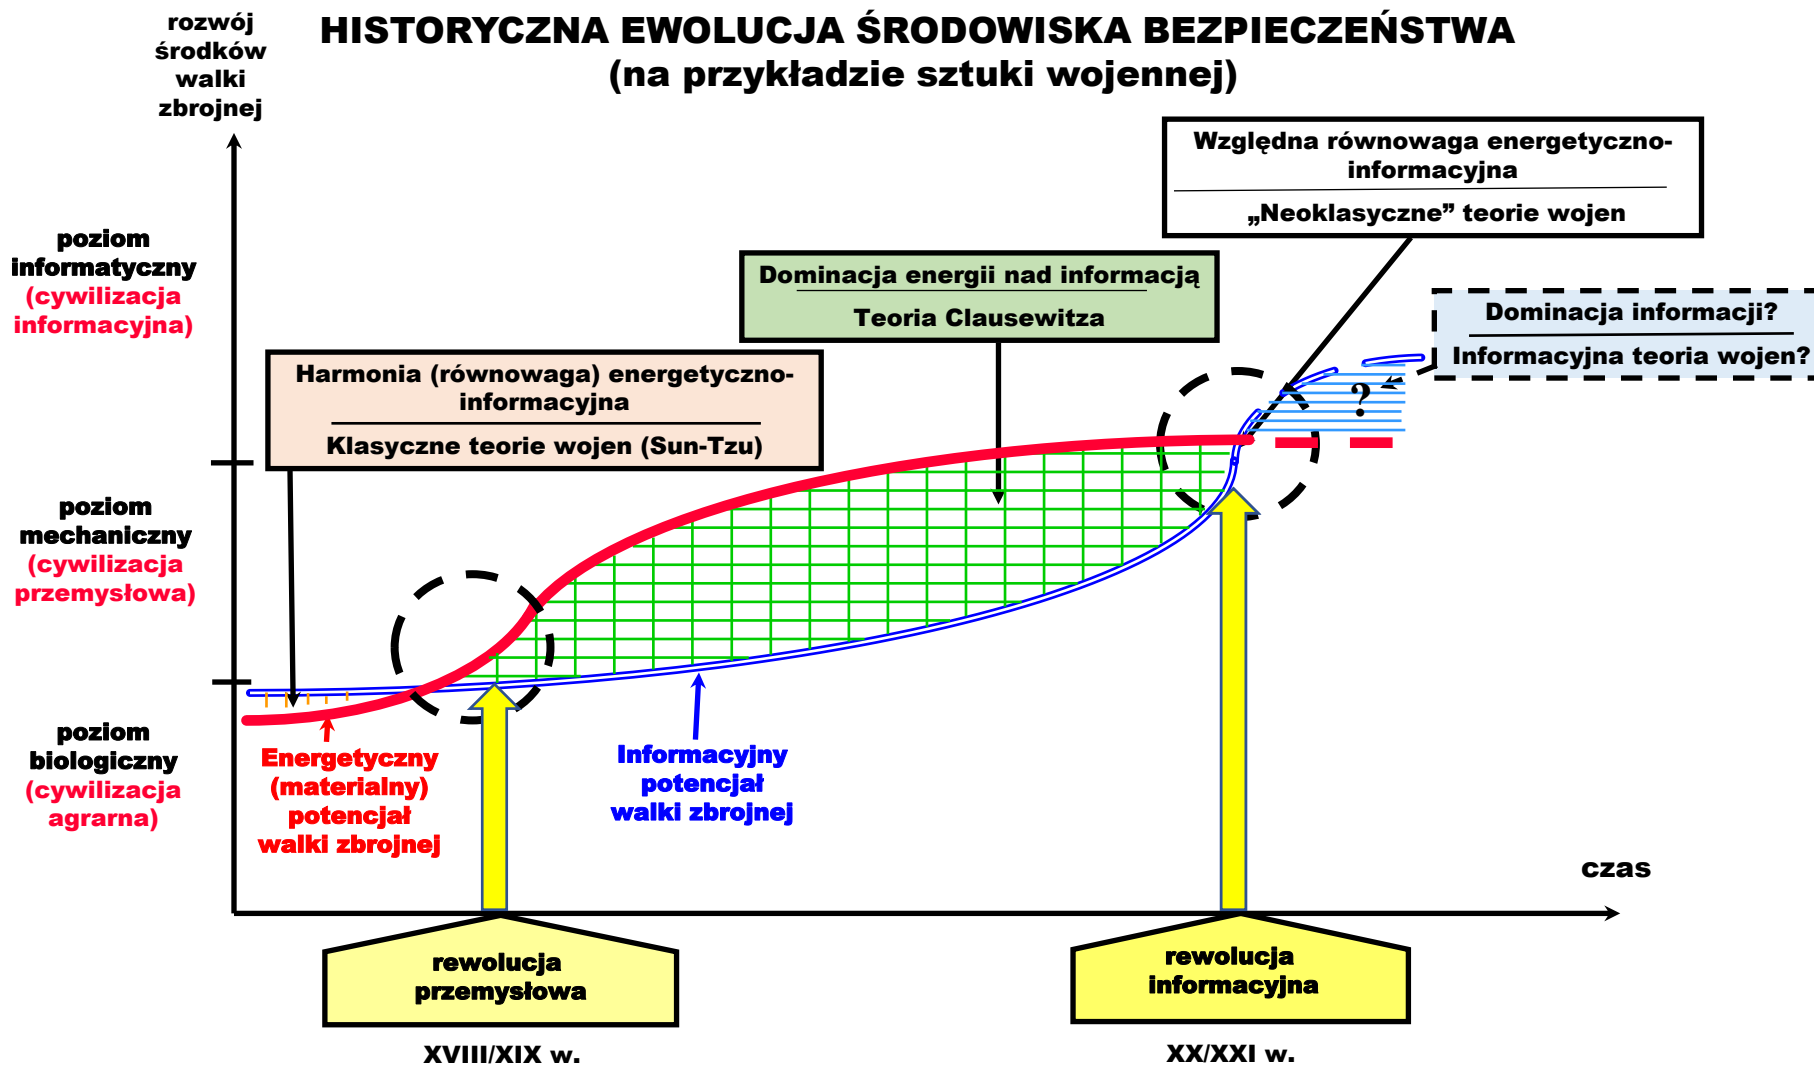 HISTORYCZNA EWOLUCJA ŚRODOWISKA BEZPIECZEŃSTWA
(na przykładzie sztuki wojennej)
rozwój
środków
walki
zbrojnej
Względna równowaga energetyczno-
informacyjna
„Neoklasyczne” teorie wojen
poziom
informatyczny
(cywilizacja
informacyjna)
Dominacja energii nad informacją
Teoria Clausewitza
Dominacja informacji?
Informacyjna teoria wojen?
Harmonia (równowaga) energetyczno-
informacyjna
Klasyczne teorie wojen (Sun-Tzu)
?
poziom
mechaniczny
(cywilizacja
przemysłowa)
poziom
biologiczny
(cywilizacja
agrarna)
Energetyczny
(materialny)
potencjał
walki zbrojnej
Informacyjny
potencjał
walki zbrojnej
czas
rewolucja
przemysłowa
rewolucja
informacyjna
XVIII/XIX w.
XX/XXI w.